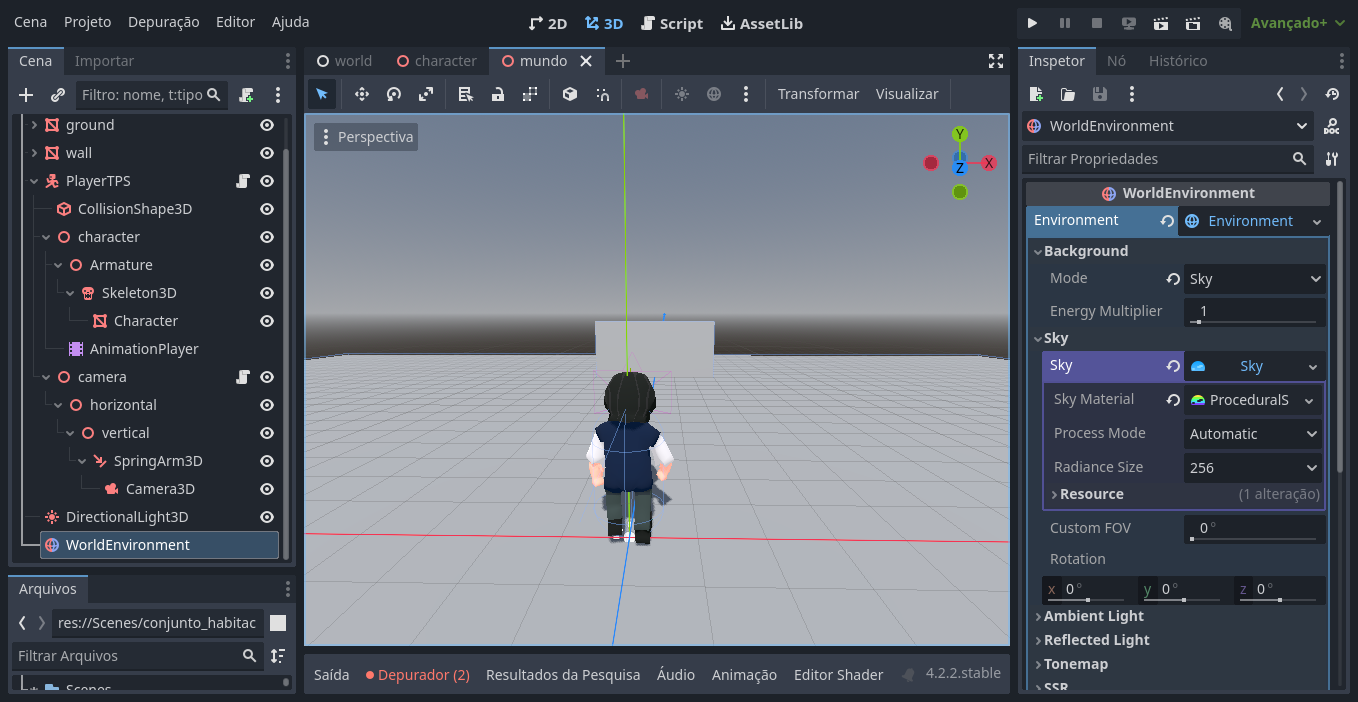 Cena Projeto Depuração Editor Ajuda
2D 3D Script AssetLib
Avançado+
Cena Importar
Filtro: nome, t:tipo
ground
wall
PlayerTPS
CollisionShape3D
character
Armature
Skeleton3D
Character
AnimationPlayer
camera
horizontal
vertical
SpringArm3D
Camera3D
DirectionalLight3D
WorldEnvironment
Arquivos
res://Scenes/conjunto_habitac
Filtrar Arquivos
Scenes
world character mundo
Transformar Visualizar
Perspectiva
Y
X
Z
Saída Depurador (2) Resultados da Pesquisa Áudio Animação Editor Shader 4.2.2.stable
Inspetor Nó Histórico
WorldEnvironment
DOC
Filtrar Propriedades
WorldEnvironment
Environment Environment
Background
Mode Sky
Energy Multiplier 1
Sky
Sky Sky
Sky Material ProceduralS
Process Mode Automatic
Radiance Size 256
Resource (1 alteração)
Custom FOV 0°
Rotation
x 0° y 0° z 0°
Ambient Light
Reflected Light
Tonemap
SSR